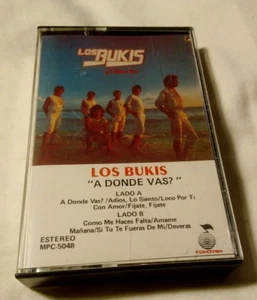 LOS BUKIS
LOS BUKIS
"A DONDE VAS?"
LADO A
A Donde Vas? /Adios, Lo Siento/Loco Por Ti
Con Amor/Fijate, Fijate
LADO B
Como Me Haces Falta/Amame
Mañana/Si Tu Te Fueras De Mi/Deveras
ESTEREO
MPC-5048